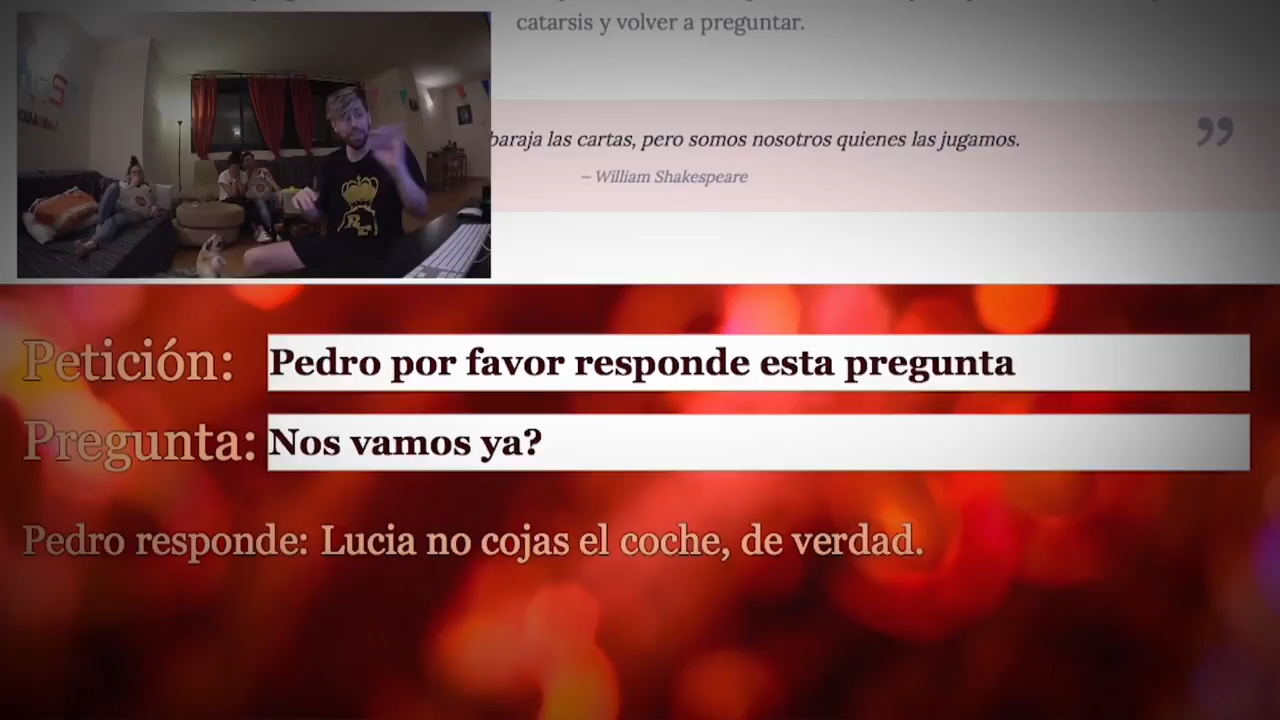 catarsis y volver a preguntar.
baraja las cartas, pero somos nosotros quienes las jugamos.
– William Shakespeare
Petición: Pedro por favor responde esta pregunta
Pregunta: Nos vamos ya?
Pedro responde: Lucia no cojas el coche, de verdad.